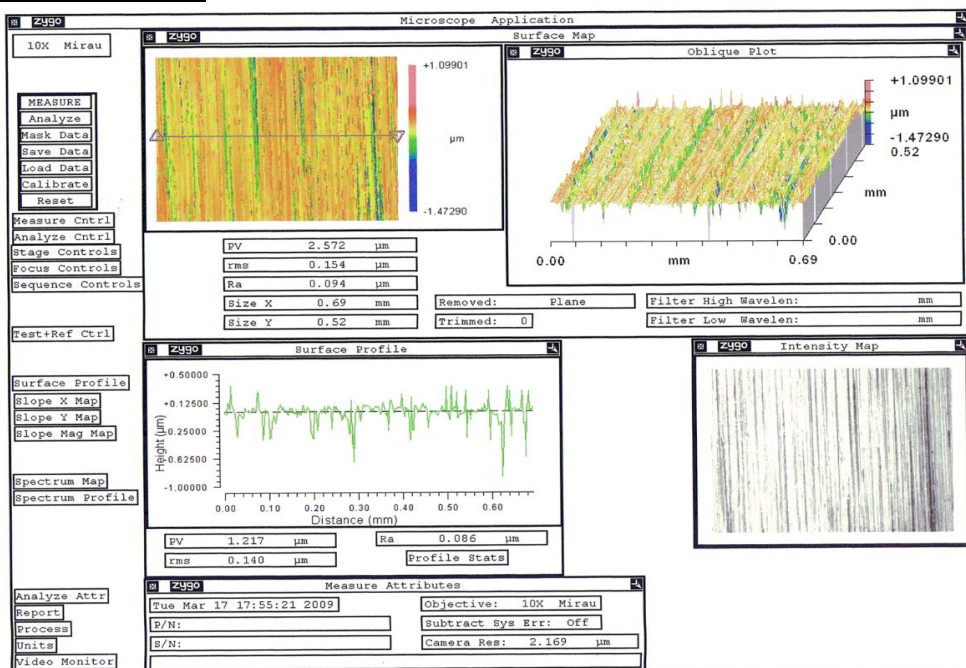 zygo Microscope Application
10X Mirau
MEASURE
Analyze
Mask Data
Save Data
Load Data
Calibrate
Reset
Measure Cntrl
Analyze Cntrl
Stage Controls
Focus Controls
Sequence Controls
Test+Ref Ctrl
Surface Profile
Slope X Map
Slope Y Map
Slope Mag Map
Spectrum Map
Spectrum Profile
Analyze Attr
Report
Process
Units
Video Monitor
zygo Surface Map
+1.09901
µm
-1.47290
zygo Oblique Plot
+1.09901
µm
-1.47290
0.52
mm
0.00
0.00 mm 0.69
PV 2.572 µm
rms 0.154 µm
Ra 0.094 µm
Size X 0.69 mm
Size Y 0.52 mm
Removed: Plane
Trimmed: 0
Filter High Wavelen: mm
Filter Low Wavelen: mm
zygo Surface Profile
Height (µm)
+0.50000
+0.12500
-0.25000
-0.62500
-1.00000
0.00 0.10 0.20 0.30 0.40 0.50 0.60
Distance (mm)
PV 1.217 µm
rms 0.140 µm
Ra 0.086 µm
Profile Stats
zygo Intensity Map
zygo Measure Attributes
Tue Mar 17 17:55:21 2009
P/N:
S/N:
Objective: 10X Mirau
Subtract Sys Err: Off
Camera Res: 2.169 µm